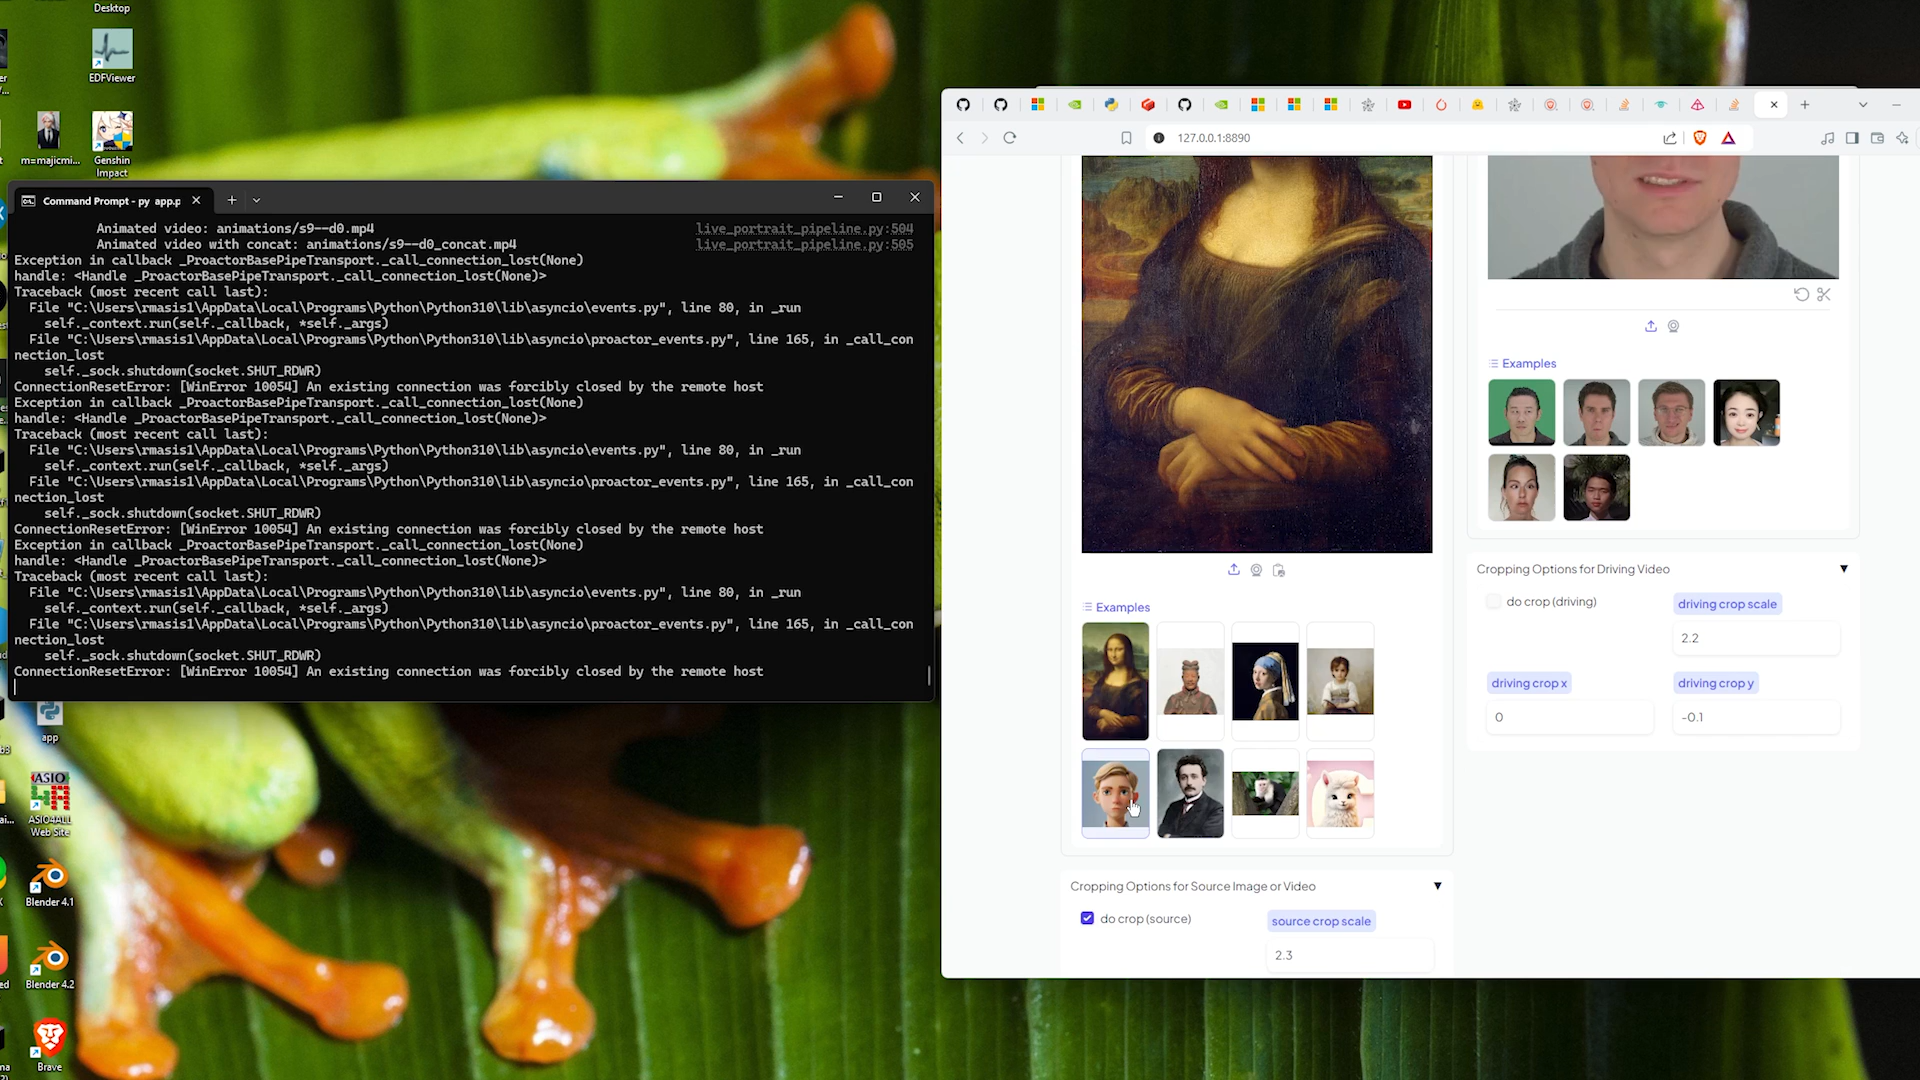 Desktop
EDFViewer
m=majicmi...
Genshin
Impact
Command Prompt - py app.p
Animated video: animations/s9--d0.mp4
live_portrait_pipeline.py:504
Animated video with concat: animations/s9--d0_concat.mp4
live_portrait_pipeline.py:505
Exception in callback _ProactorBasePipeTransport._call_connection_lost(None)
handle: <Handle _ProactorBasePipeTransport._call_connection_lost(None)>
Traceback (most recent call last):
File "C:\Users\rmasis1\AppData\Local\Programs\Python\Python310\lib\asyncio\events.py", line 80, in _run
self._context.run(self._callback, *self._args)
File "C:\Users\rmasis1\AppData\Local\Programs\Python\Python310\lib\asyncio\proactor_events.py", line 165, in _call_con
nection_lost
self._sock.shutdown(socket.SHUT_RDWR)
ConnectionResetError: [WinError 10054] An existing connection was forcibly closed by the remote host
Exception in callback _ProactorBasePipeTransport._call_connection_lost(None)
handle: <Handle _ProactorBasePipeTransport._call_connection_lost(None)>
Traceback (most recent call last):
File "C:\Users\rmasis1\AppData\Local\Programs\Python\Python310\lib\asyncio\events.py", line 80, in _run
self._context.run(self._callback, *self._args)
File "C:\Users\rmasis1\AppData\Local\Programs\Python\Python310\lib\asyncio\proactor_events.py", line 165, in _call_con
nection_lost
self._sock.shutdown(socket.SHUT_RDWR)
ConnectionResetError: [WinError 10054] An existing connection was forcibly closed by the remote host
Exception in callback _ProactorBasePipeTransport._call_connection_lost(None)
handle: <Handle _ProactorBasePipeTransport._call_connection_lost(None)>
Traceback (most recent call last):
File "C:\Users\rmasis1\AppData\Local\Programs\Python\Python310\lib\asyncio\events.py", line 80, in _run
self._context.run(self._callback, *self._args)
File "C:\Users\rmasis1\AppData\Local\Programs\Python\Python310\lib\asyncio\proactor_events.py", line 165, in _call_con
nection_lost
self._sock.shutdown(socket.SHUT_RDWR)
ConnectionResetError: [WinError 10054] An existing connection was forcibly closed by the remote host
app
ASIO
ASIO4ALL
Web Site
Blender 4.1
Blender 4.2
Brave
127.0.0.1:8890
Examples
Examples
Cropping Options for Source Image or Video
do crop (source)
source crop scale
2.3
Cropping Options for Driving Video
do crop (driving)
driving crop scale
2.2
driving crop x
driving crop y
0
-0.1